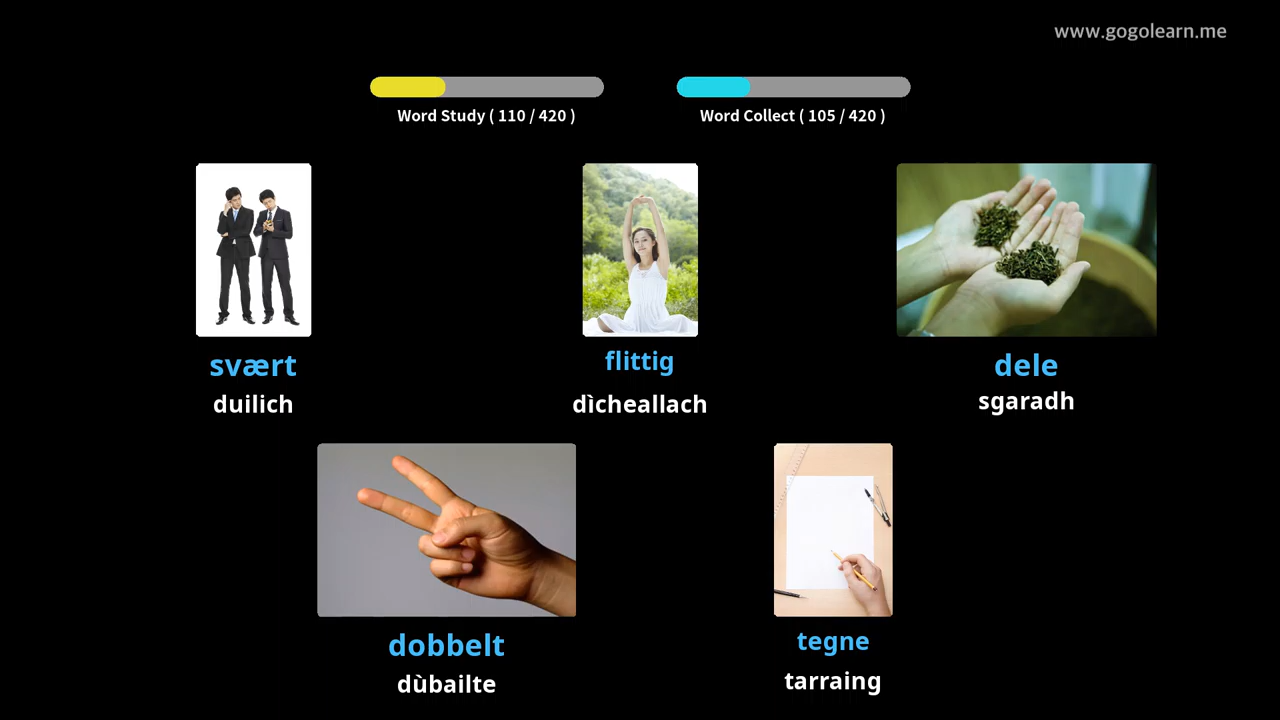 www.gogolearn.me
Word Study ( 110 / 420 )
Word Collect ( 105 / 420 )
svært
duilich
flittig
dìcheallach
dele
sgaradh
dobbelt
dùbailte
tegne
tarraing